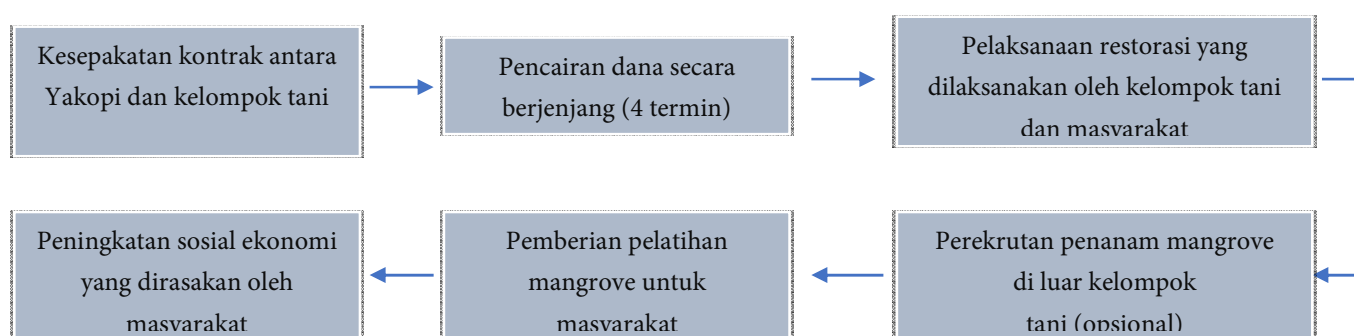 Kesepakatan kontrak antara
Yakopi dan kelompok tani
Pencairan dana secara
berjenjang (4 termin)
Pelaksanaan restorasi yang
dilaksanakan oleh kelompok tani
dan masyarakat
Perekrutan penanam mangrove
di luar kelompok
tani (opsional)
Pemberian pelatihan
mangrove untuk
masyarakat
Peningkatan sosial ekonomi
yang dirasakan oleh
masyarakat